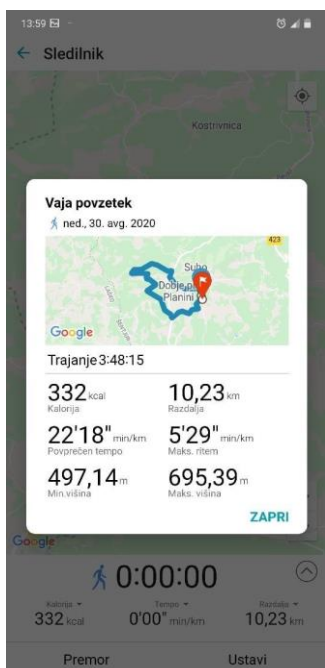 13:59
Sledilnik
Kostrivnica
Vaja povzetek
ned., 30. avg. 2020
423
Suho
Dobje pri
Planini
Google
Trajanje 3:48:15
332 kcal 10,23 km
Kalorija Razdalja
22'18" min/km 5'29" min/km
Povprečen tempo Maks. ritem
497,14 m 695,39 m
Min.višina Maks. višina
ZAPRI
Google
0:00:00
Kalorija Tempo Razdalja
332 kcal 0'00" min/km 10,23 km
Premor Ustavi